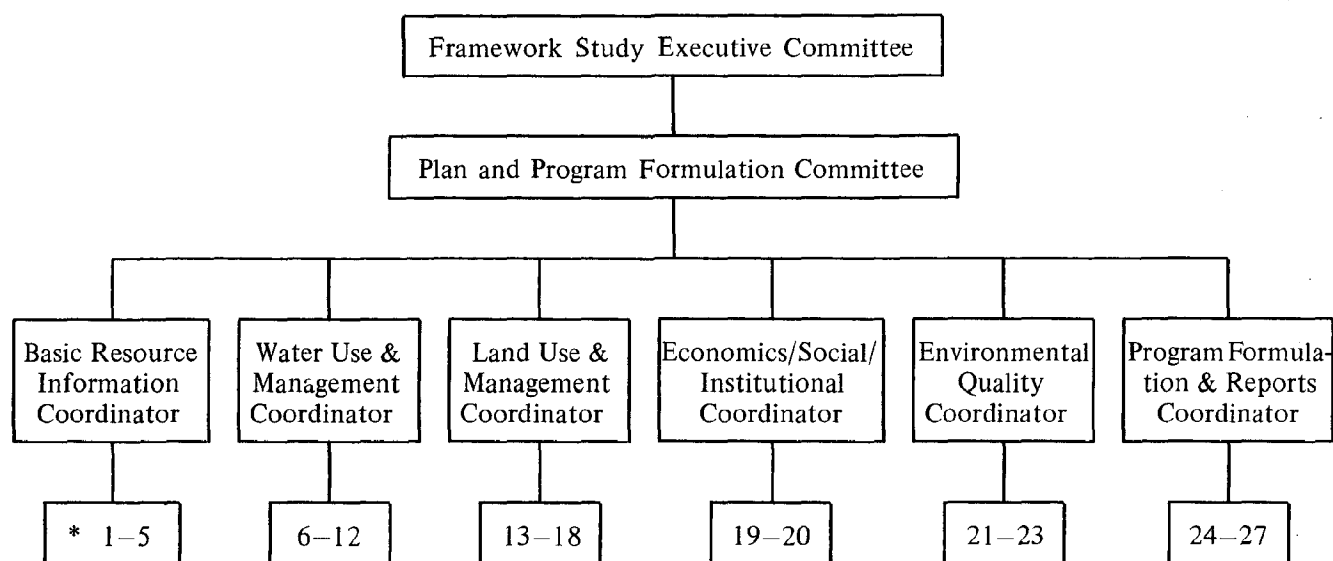 Framework Study Executive Committee
Plan and Program Formulation Committee
Basic Resource
Information
Coordinator
Water Use &
Management
Coordinator
Land Use &
Management
Coordinator
Economics/Social/
Institutional
Coordinator
Environmental
Quality
Coordinator
Program Formula-
tion & Reports
Coordinator
* 1–5
6–12
13–18
19–20
21–23
24–27